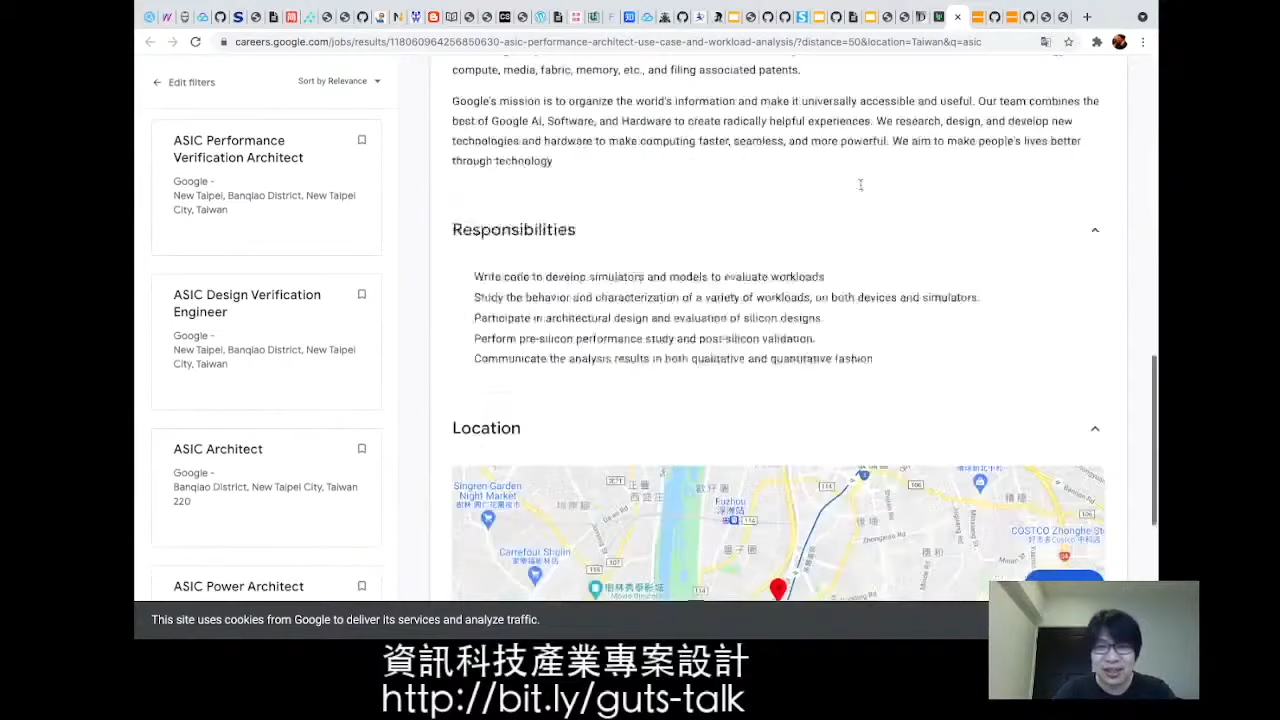 careers.google.com/jobs/results/118060964256850630-asic-performance-architect-use-case-and-workload-analysis/?distance=50&location=Taiwan&q=asic
Edit filters
Sort by Relevance
ASIC Performance
Verification Architect
Google -
New Taipei, Banqiao District, New Taipei
City, Taiwan
ASIC Design Verification
Engineer
Google -
New Taipei, Banqiao District, New Taipei
City, Taiwan
ASIC Architect
Google -
Banqiao District, New Taipei City, Taiwan
220
ASIC Power Architect
compute, media, fabric, memory, etc., and filing associated patents.
Google's mission is to organize the world's information and make it universally accessible and useful. Our team combines the
best of Google AI, Software, and Hardware to create radically helpful experiences. We research, design, and develop new
technologies and hardware to make computing faster, seamless, and more powerful. We aim to make people's lives better
through technology
Responsibilities
Write code to develop simulators and models to evaluate workloads
Study the behavior and characterization of a variety of workloads, on both devices and simulators.
Participate in architectural design and evaluation of silicon designs.
Perform pre-silicon performance study and post-silicon validation.
Communicate the analysis results in both qualitative and quantitative fashion
Location
Singren Garden
Night Market
Fuzhou
浮洲站
114
114
106
COSTCO Zhonghe
Carrefour Shulin
107
114
106
This site uses cookies from Google to deliver its services and analyze traffic.
資訊科技產業專案設計
http://bit.ly/guts-talk